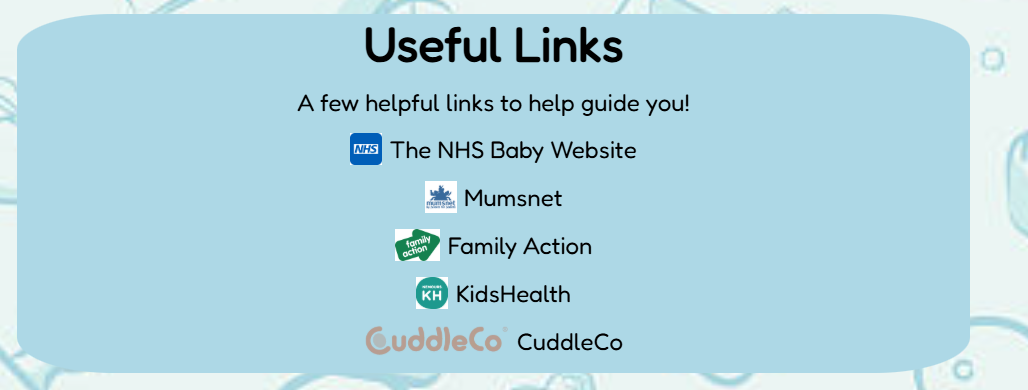 Useful Links
A few helpful links to help guide you!
NHS The NHS Baby Website
mumsnet Mumsnet
family action Family Action
KH KidsHealth
CuddleCo CuddleCo